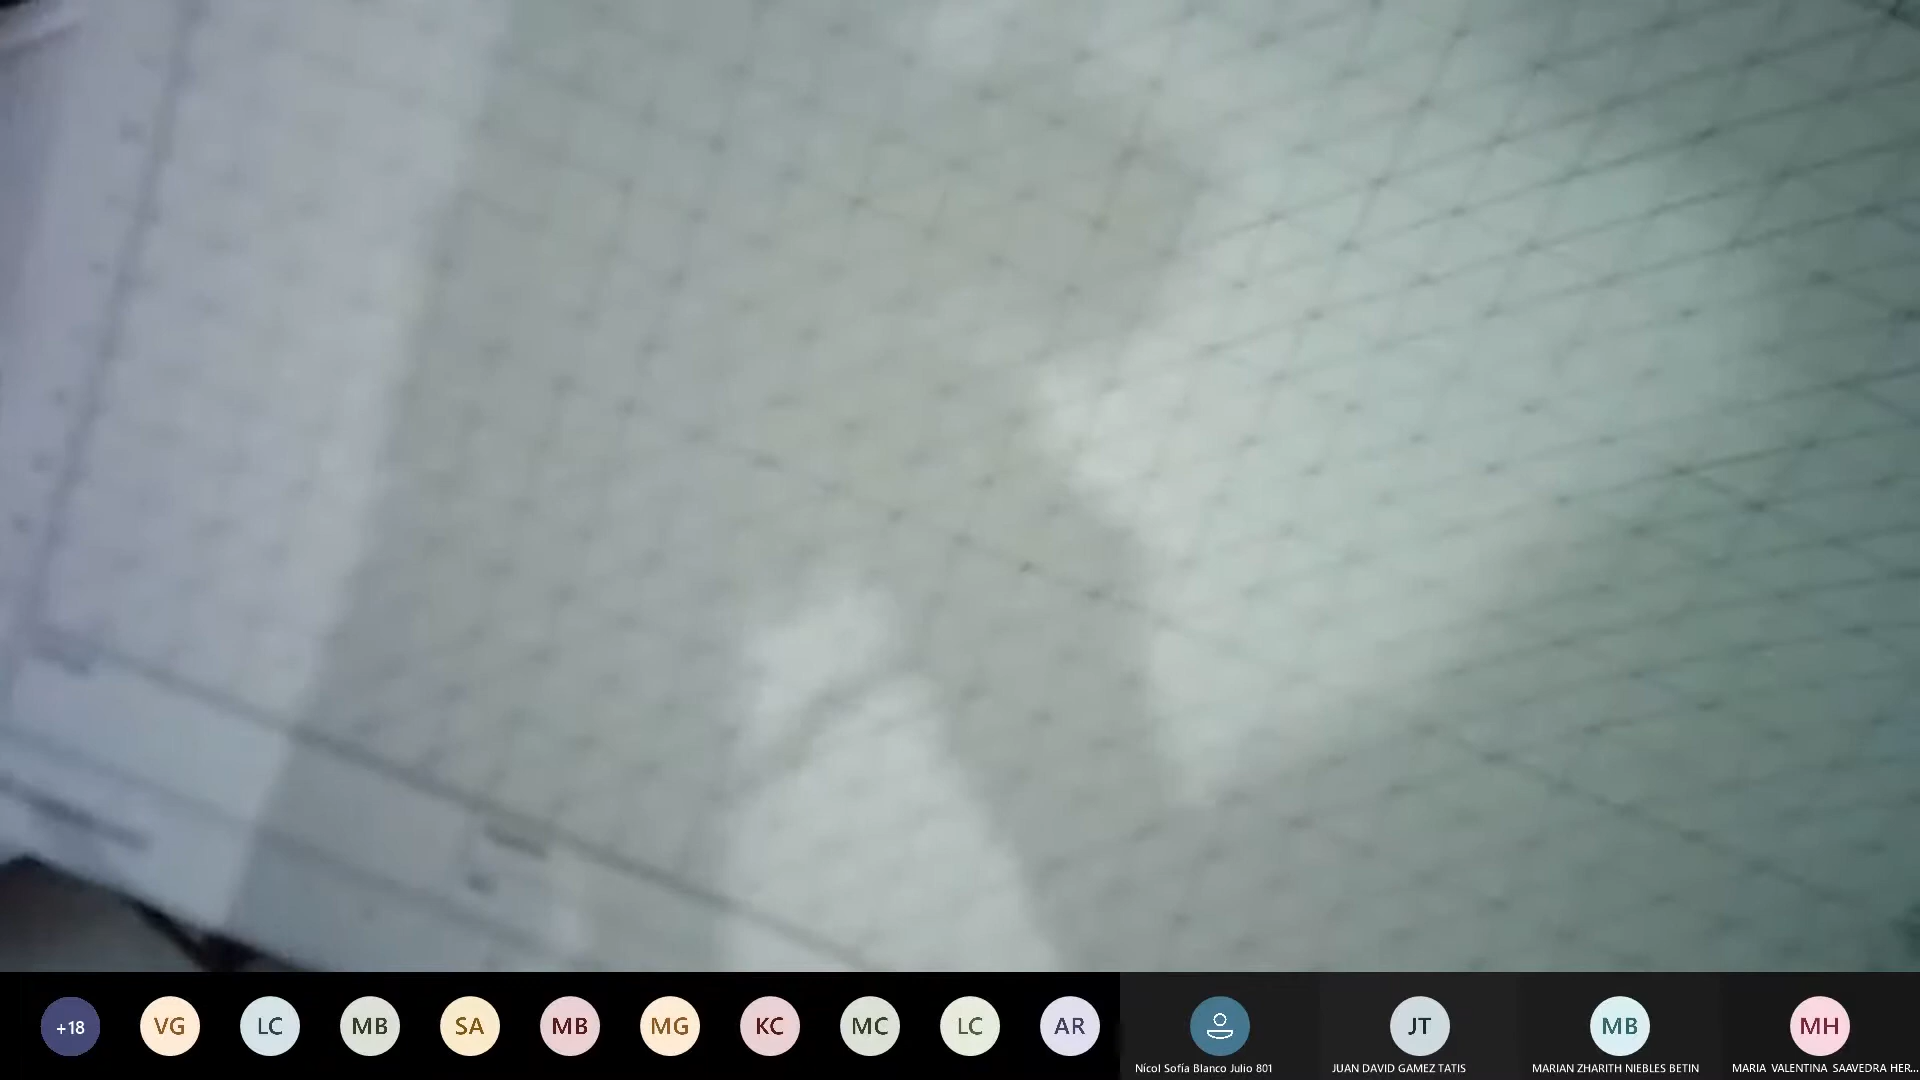 +18
VG
LC
MB
SA
MB
MG
KC
MC
LC
AR
JT
MB
MH
Nícol Sofía Blanco Julio 801
JUAN DAVID GAMEZ TATIS
MARIAN ZHARITH NIEBLES BETIN
MARIA VALENTINA SAAVEDRA HER...